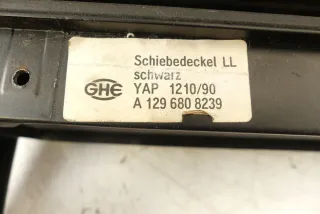 Schiebedeckel LL
schwarz
GHE YAP 1210/90
A 129 680 8239